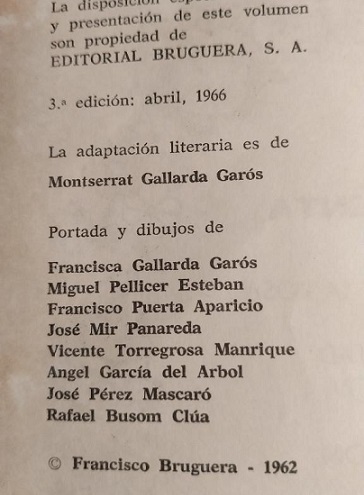 La disposición
y presentación de este volumen
son propiedad de
EDITORIAL BRUGUERA, S. A.
3.ª edición: abril, 1966
La adaptación literaria es de
Montserrat Gallarda Garós
Portada y dibujos de
Francisca Gallarda Garós
Miguel Pellicer Esteban
Francisco Puerta Aparicio
José Mir Panareda
Vicente Torregrosa Manrique
Angel García del Arbol
José Pérez Mascaró
Rafael Busom Clúa
© Francisco Bruguera - 1962